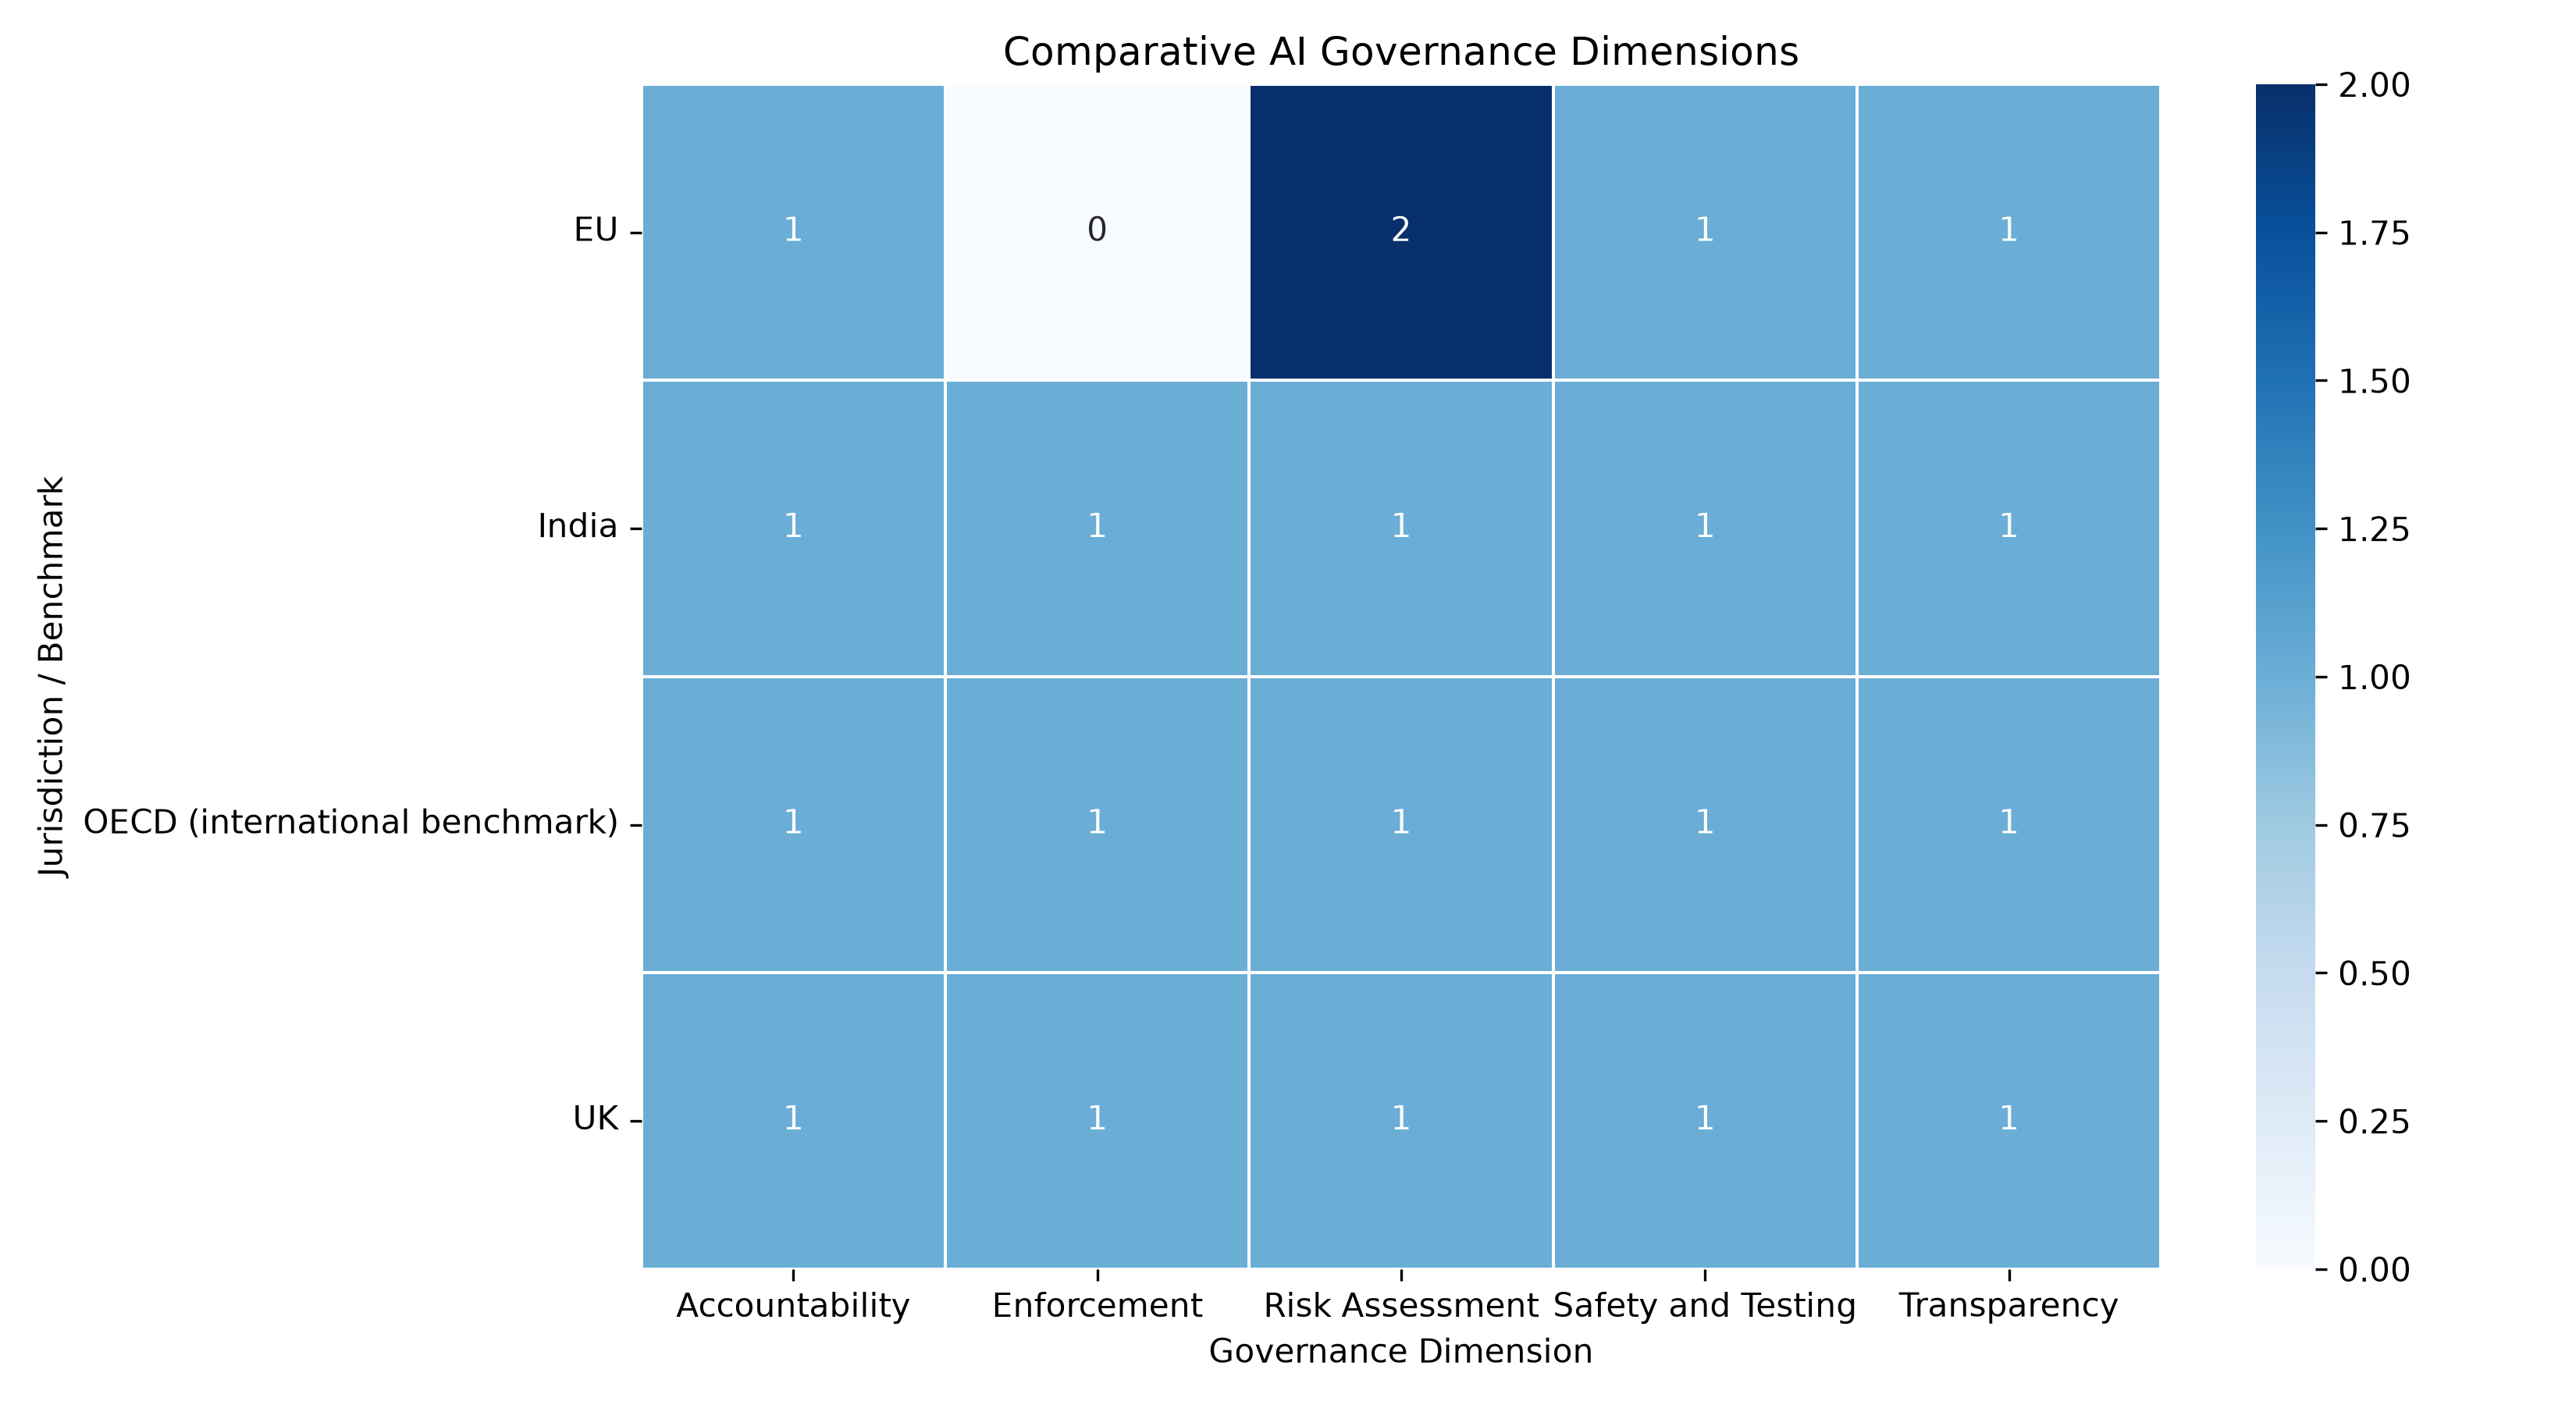 Comparative AI Governance Dimensions
Jurisdiction / Benchmark
EU 1 0 2 1 1
India 1 1 1 1 1
OECD (international benchmark) 1 1 1 1 1
UK 1 1 1 1 1
Accountability Enforcement Risk Assessment Safety and Testing Transparency
Governance Dimension
2.00
1.75
1.50
1.25
1.00
0.75
0.50
0.25
0.00